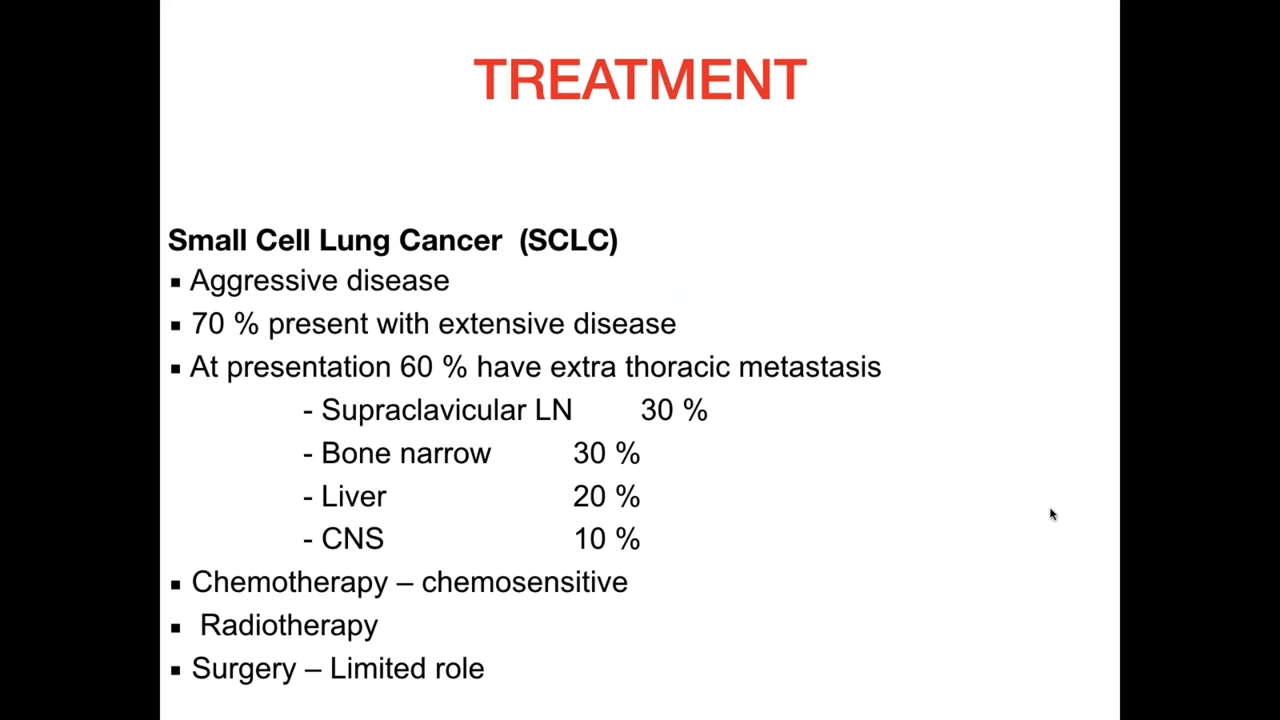 TREATMENT
Small Cell Lung Cancer (SCLC)
▪ Aggressive disease
▪ 70 % present with extensive disease
▪ At presentation 60 % have extra thoracic metastasis
- Supraclavicular LN 30 %
- Bone narrow 30 %
- Liver 20 %
- CNS 10 %
▪ Chemotherapy – chemosensitive
▪ Radiotherapy
▪ Surgery – Limited role